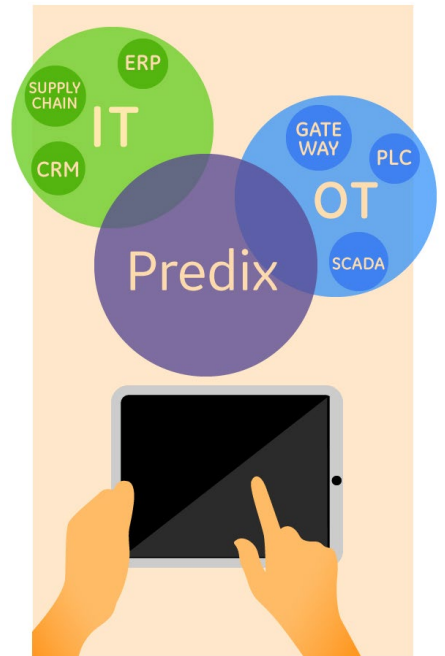 ERP
SUPPLY
CHAIN
IT
CRM
GATE
WAY
PLC
OT
SCADA
Predix